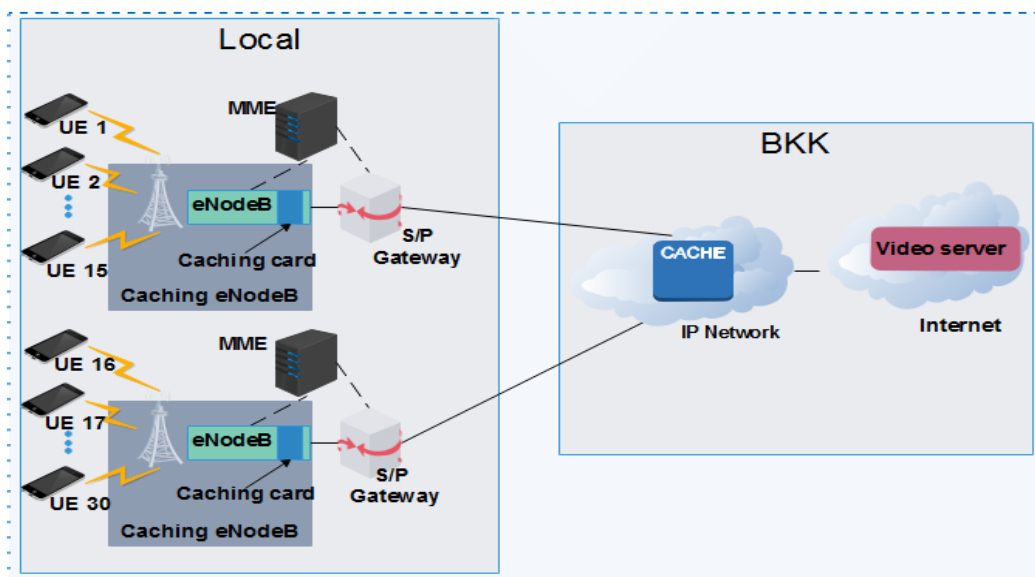 Local
MME
UE 1
UE 2
eNodeB
S/P
Gateway
Caching card
UE 15
Caching eNodeB
MME
UE 16
UE 17
eNodeB
S/P
Gateway
Caching card
UE 30
Caching eNodeB
BKK
CACHE
IP Network
Video server
Internet